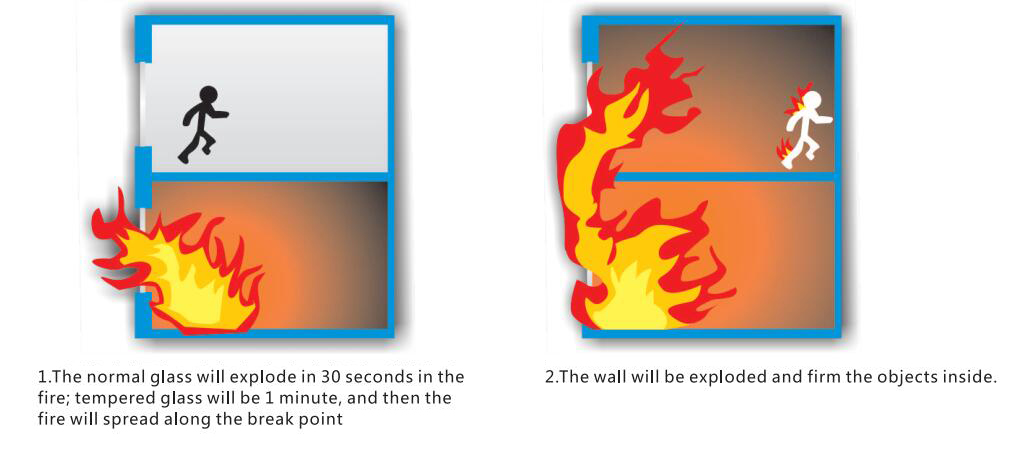 1.The normal glass will explode in 30 seconds in the
fire; tempered glass will be 1 minute, and then the
fire will spread along the break point
2.The wall will be exploded and firm the objects inside.